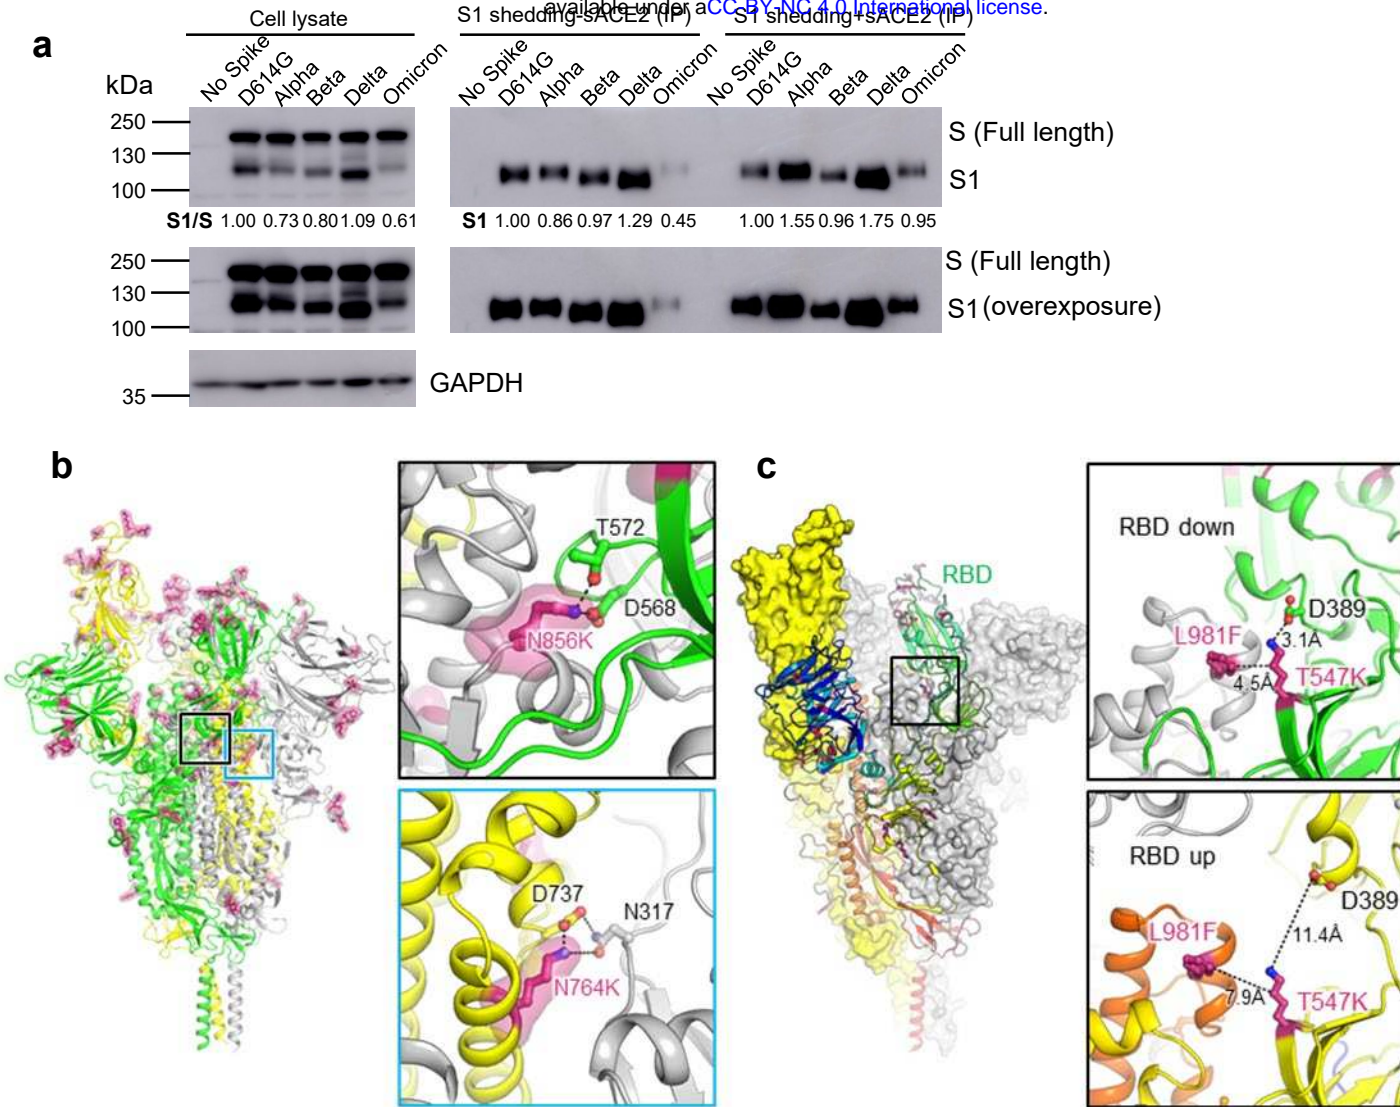 available under aCC-BY-NC 4.0 International license.
a
Cell lysate
S1 shedding-sACE2 (IP)
S1 shedding+sACE2 (IP)
No Spike D614G Alpha Beta Delta Omicron
No Spike D614G Alpha Beta Delta Omicron
No Spike D614G Alpha Beta Delta Omicron
kDa
250
130
100
S (Full length)
S1
S1/S 1.00 0.73 0.80 1.09 0.61
S1 1.00 0.86 0.97 1.29 0.45
1.00 1.55 0.96 1.75 0.95
250
130
100
S (Full length)
S1 (overexposure)
35
GAPDH
b
T572
D568
N856K
D737
N317
N764K
c
RBD
RBD down
D389
L981F
3.1Å
4.5Å
T547K
RBD up
D389
L981F
11.4Å
7.9Å
T547K